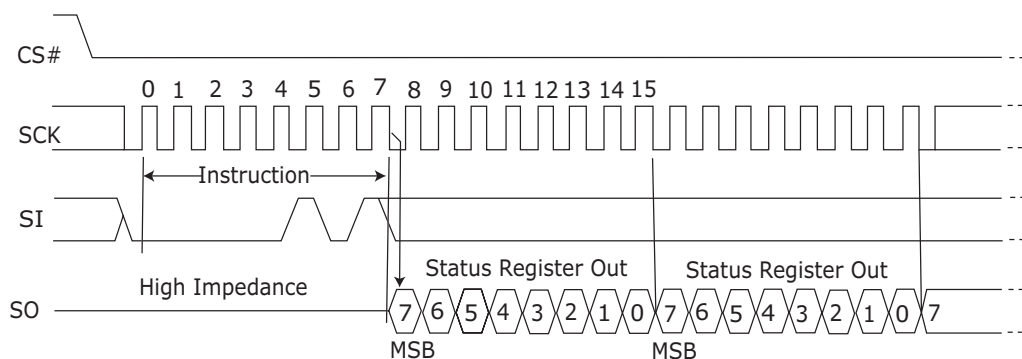 CS#
0 1 2 3 4 5 6 7 8 9 10 11 12 13 14 15
SCK
Instruction
SI
High Impedance
Status Register Out
Status Register Out
SO
7 6 5 4 3 2 1 0 7 6 5 4 3 2 1 0 7
MSB
MSB